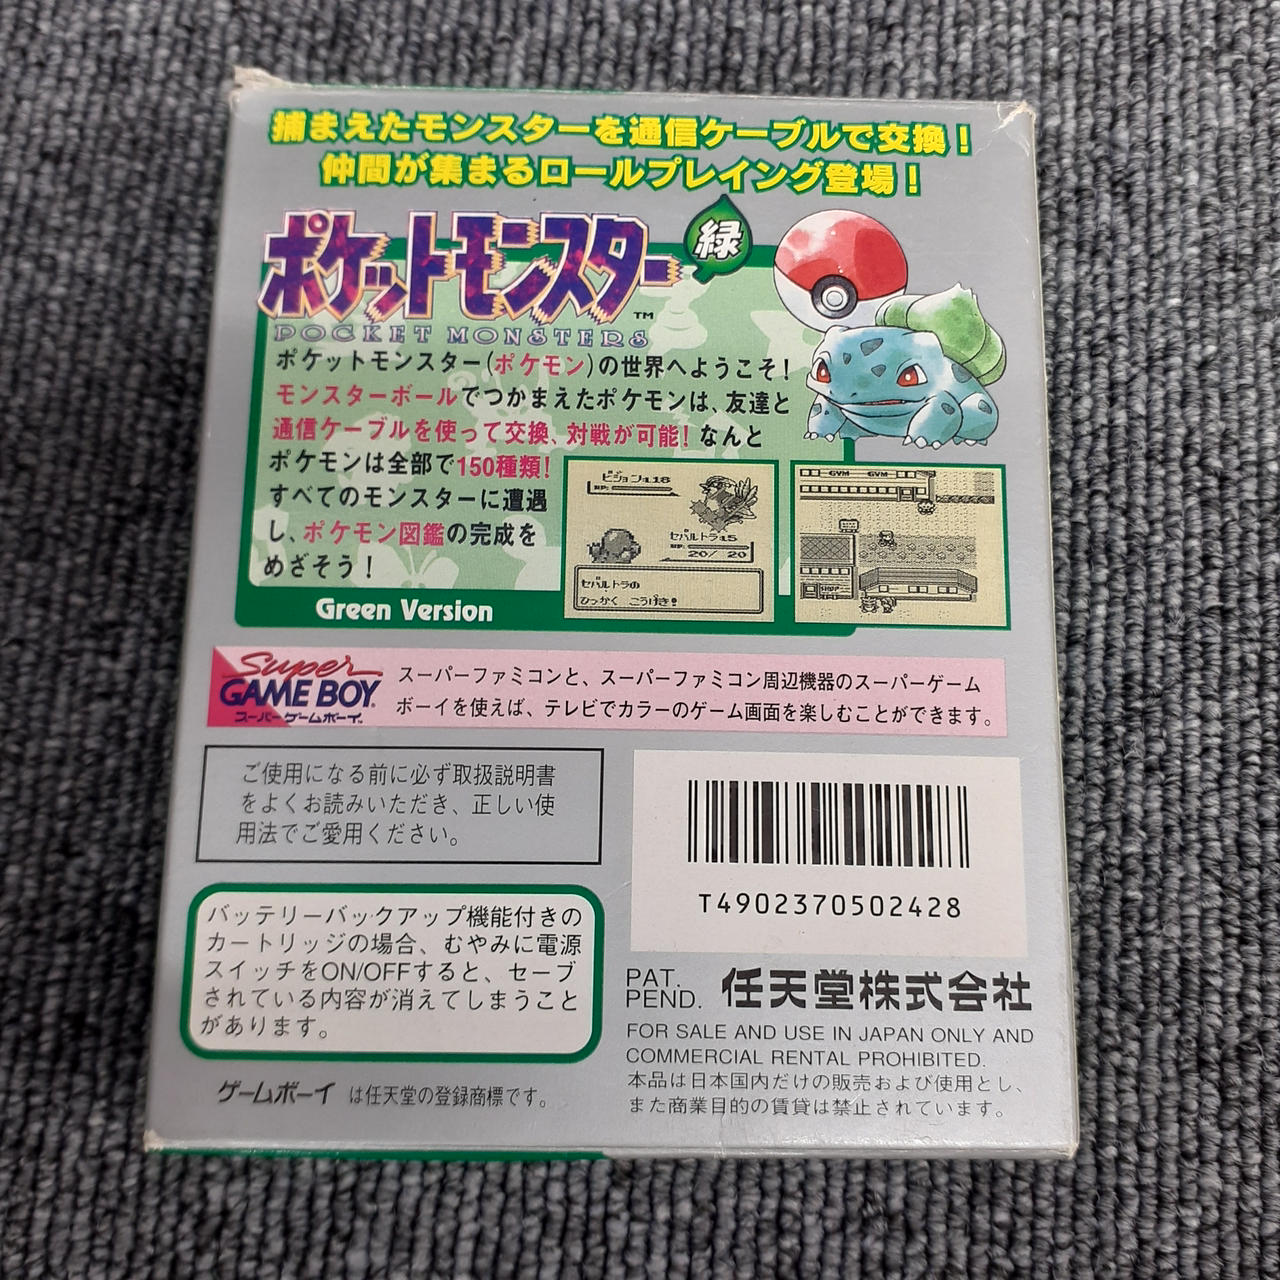 捕まえたモンスターを通信ケーブルで交換！
仲間が集まるロールプレイング登場！
ポケットモンスター 緑
TM
POCKET MONSTERS
ポケットモンスター(ポケモン)の世界へようこそ！
モンスターボールでつかまえたポケモンは、友達と
通信ケーブルを使って交換、対戦が可能！なんと
ポケモンは全部で150種類！
すべてのモンスターに遭遇
し、ポケモン図鑑の完成を
めざそう！
HP:
20/ 20
ひっかく こうげき！
GYM GYM
SHOP
Green Version
Super
GAME BOY
スーパーゲームボーイ
スーパーファミコンと、スーパーファミコン周辺機器のスーパーゲーム
ボーイを使えば、テレビでカラーのゲーム画面を楽しむことができます。
ご使用になる前に必ず取扱説明書
をよくお読みいただき、正しい使
用法でご愛用ください。
T4902370502428
バッテリーバックアップ機能付きの
カートリッジの場合、むやみに電源
スイッチをON/OFFすると、セーブ
されている内容が消えてしまうこと
があります。
PAT.
PEND. 任天堂株式会社
FOR SALE AND USE IN JAPAN ONLY AND
COMMERCIAL RENTAL PROHIBITED.
本品は日本国内だけの販売および使用とし、
また商業目的の賃貸は禁止されています。
ゲームボーイ は任天堂の登録商標です。